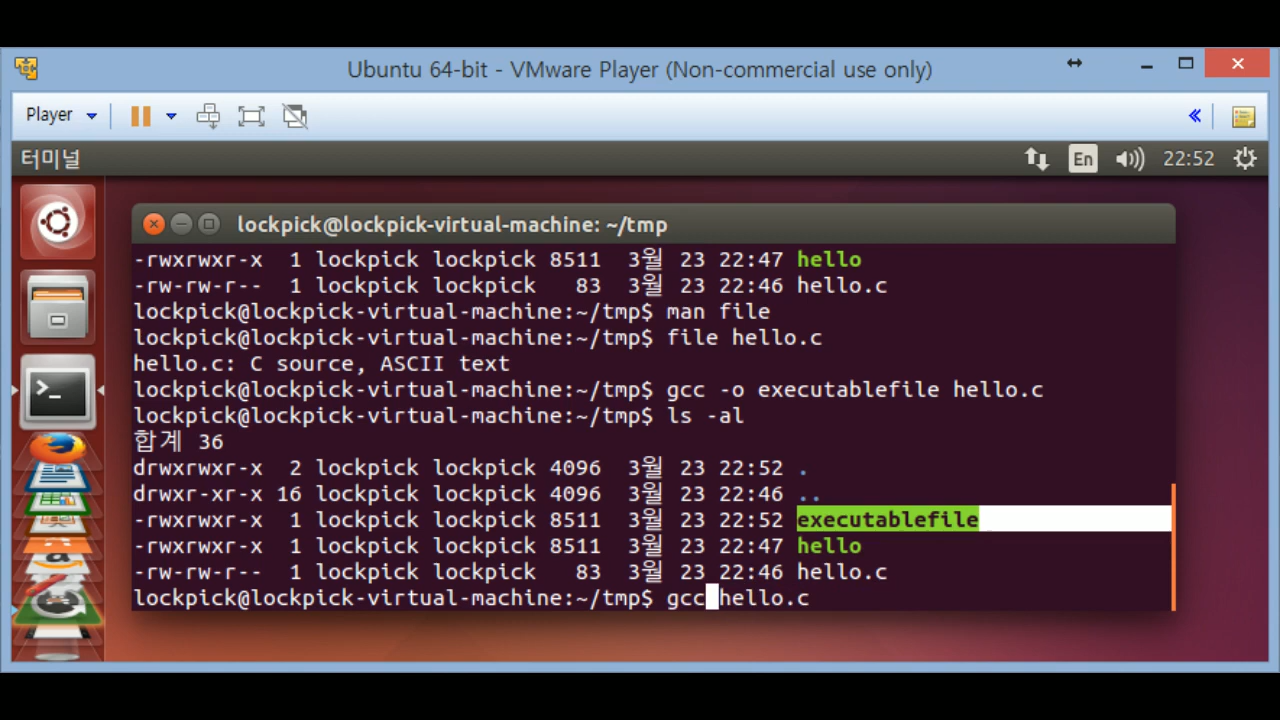 Ubuntu 64-bit - VMware Player (Non-commercial use only)
Player
터미널
En
22:52
lockpick@lockpick-virtual-machine: ~/tmp
-rwxrwxr-x  1 lockpick lockpick 8511  3월 23 22:47 hello
-rw-rw-r--  1 lockpick lockpick   83  3월 23 22:46 hello.c
lockpick@lockpick-virtual-machine:~/tmp$ man file
lockpick@lockpick-virtual-machine:~/tmp$ file hello.c
hello.c: C source, ASCII text
lockpick@lockpick-virtual-machine:~/tmp$ gcc -o executablefile hello.c
lockpick@lockpick-virtual-machine:~/tmp$ ls -al
합계 36
drwxrwxr-x  2 lockpick lockpick 4096  3월 23 22:52 .
drwxr-xr-x 16 lockpick lockpick 4096  3월 23 22:46 ..
-rwxrwxr-x  1 lockpick lockpick 8511  3월 23 22:52 executablefile
-rwxrwxr-x  1 lockpick lockpick 8511  3월 23 22:47 hello
-rw-rw-r--  1 lockpick lockpick   83  3월 23 22:46 hello.c
lockpick@lockpick-virtual-machine:~/tmp$ gcc hello.c